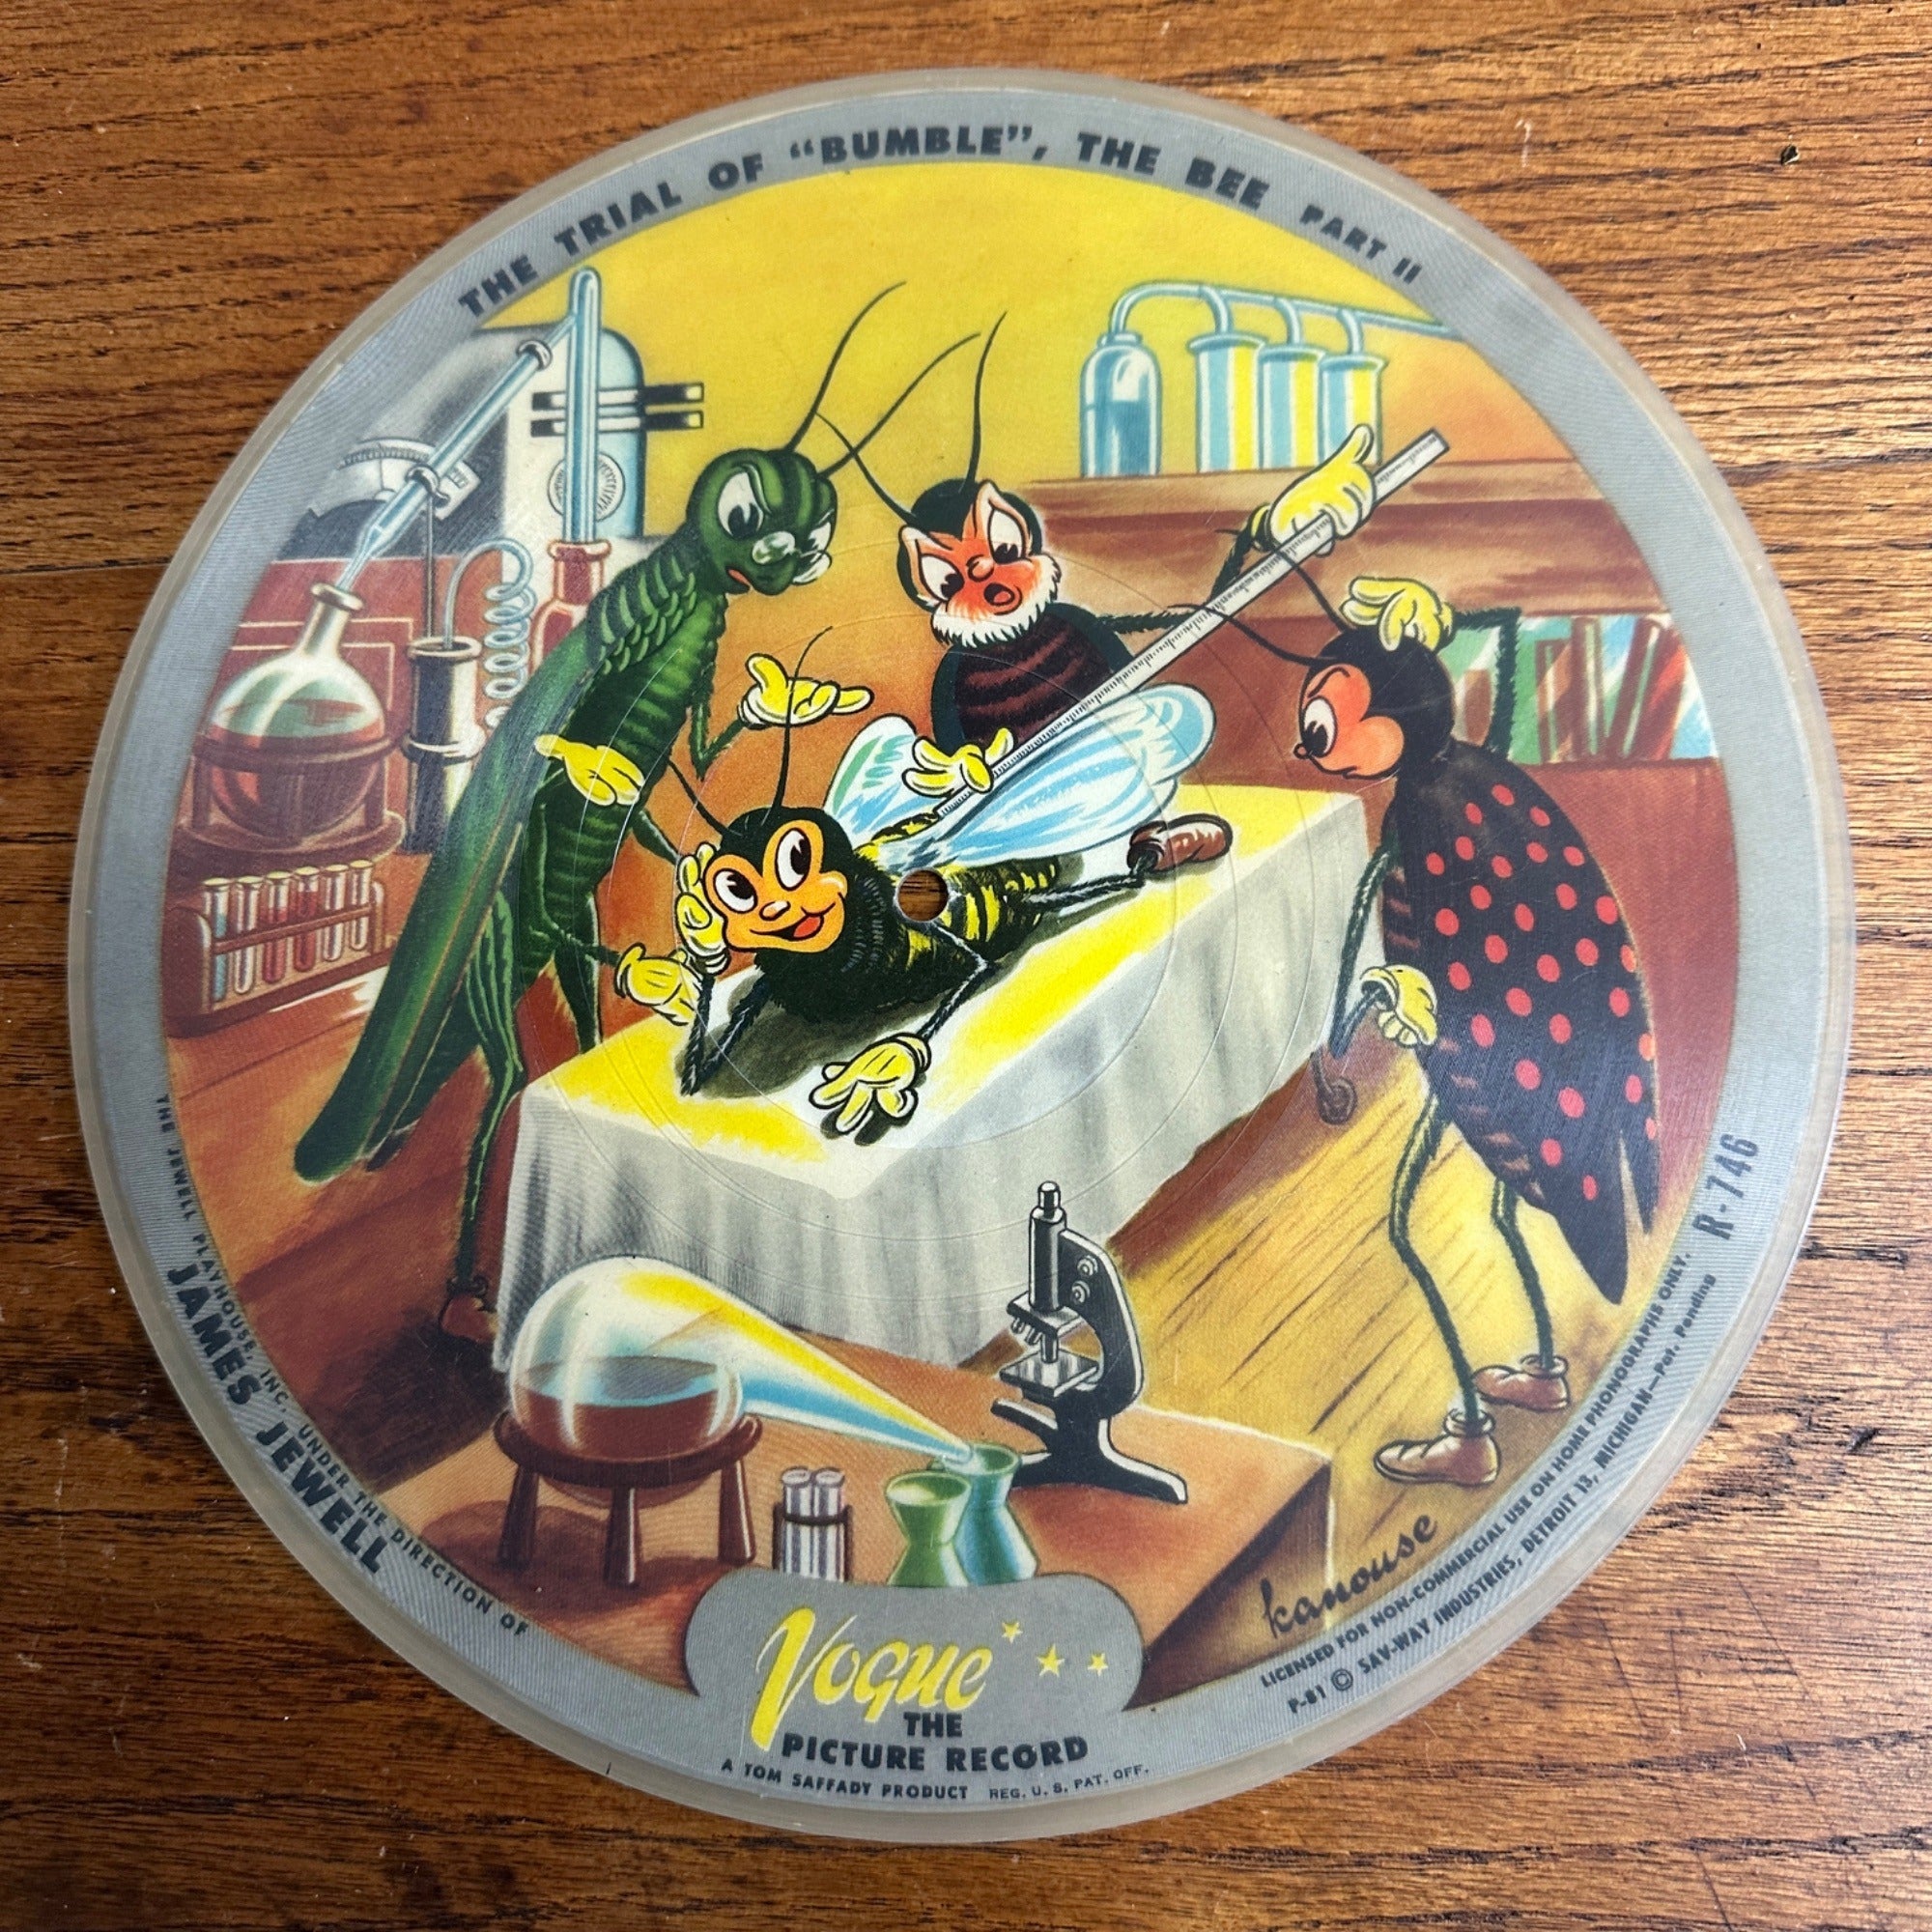 THE TRIAL OF “BUMBLE”, THE BEE PART II
THE JEWELL PLAYHOUSE, INC. UNDER THE DIRECTION OF
JAMES JEWELL
R-746
kanouse
LICENSED FOR NON-COMMERCIAL USE ON HOME PHONOGRAPHS ONLY.
P-81 © SAV-WAY INDUSTRIES, DETROIT 13, MICHIGAN—Pat. Pending
Vogue
THE
PICTURE RECORD
A TOM SAFFADY PRODUCT REG. U. S. PAT. OFF.